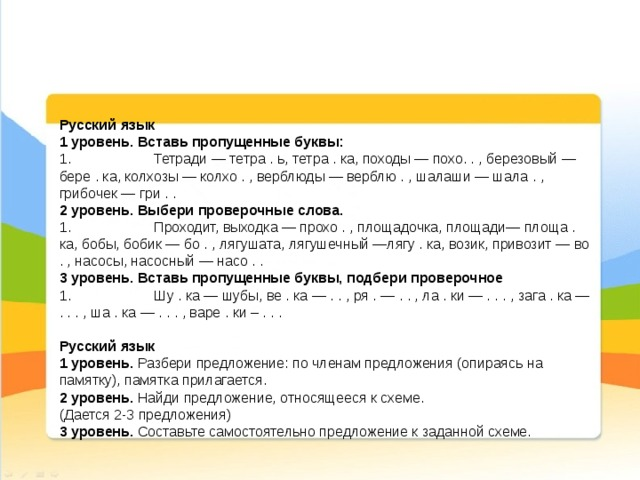 Русский язык
1 уровень. Вставь пропущенные буквы:
1. Тетради — тетра . ь, тетра . ка, походы — похо. . , березовый —
бере . ка, колхозы — колхо . , верблюды — верблю . , шалаши — шала . ,
грибочек — гри . .
2 уровень. Выбери проверочные слова.
1. Проходит, выходка — прохо . , площадочка, площади— площа .
ка, бобы, бобик — бо . , лягушата, лягушечный —лягу . ка, возик, привозит — во
. , насосы, насосный — насо . .
3 уровень. Вставь пропущенные буквы, подбери проверочное
1. Шу . ка — шубы, ве . ка — . . , ря . — . . , ла . ки — . . . , зага . ка —
. . . , ша . ка — . . . , варе . ки – . . .
Русский язык
1 уровень. Разбери предложение: по членам предложения (опираясь на
памятку), памятка прилагается.
2 уровень. Найди предложение, относящееся к схеме.
(Дается 2-3 предложения)
3 уровень. Составьте самостоятельно предложение к заданной схеме.